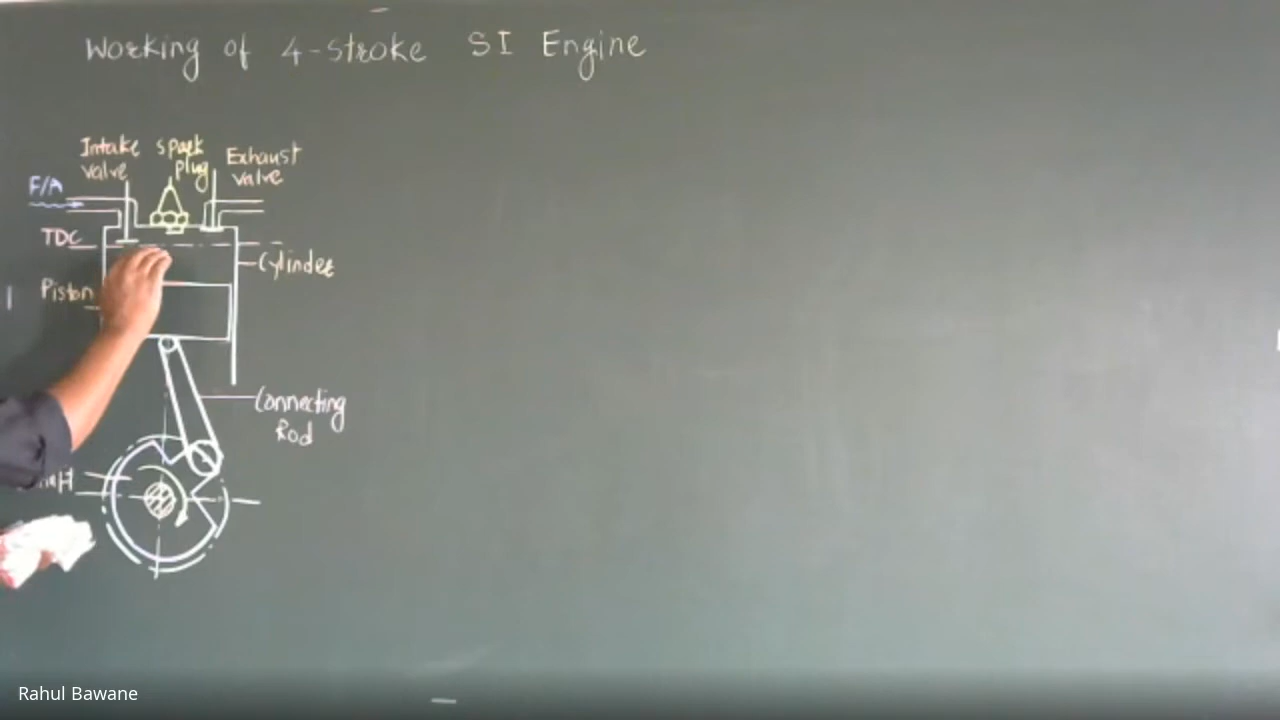 Working of 4-stroke SI Engine
Intake
valve
spark
plug
Exhaust
valve
F/A
TDC
Cylinder
Piston
Connecting
Rod
Rahul Bawane